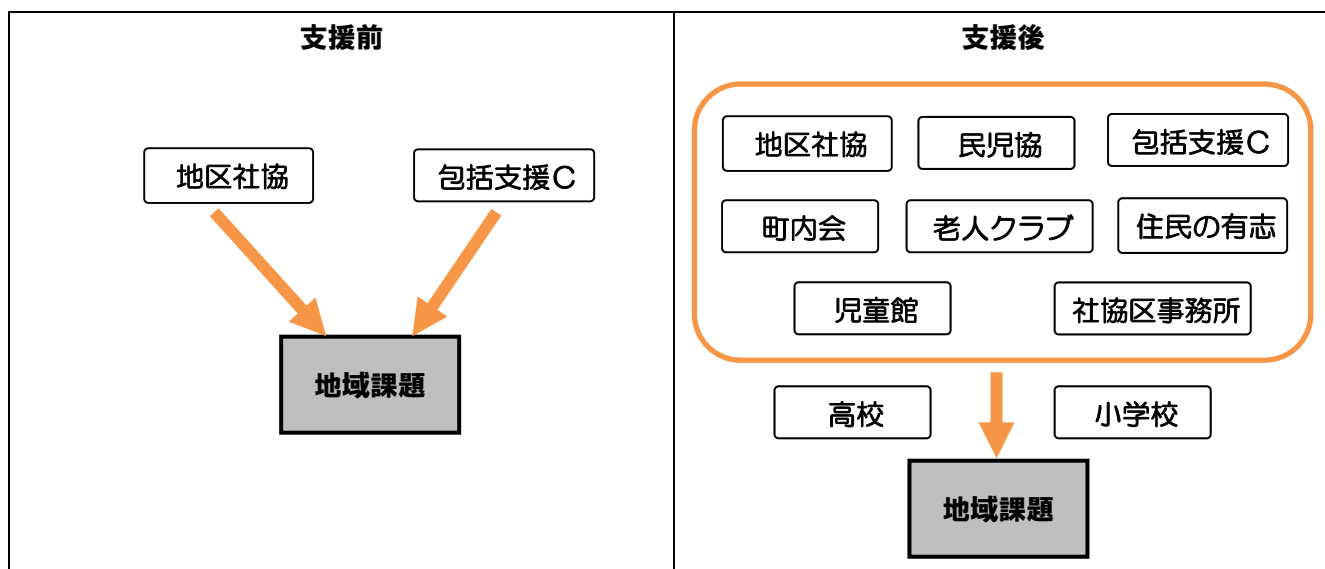 支援前
地区社協
包括支援C
地域課題
支援後
地区社協
民児協
包括支援C
町内会
老人クラブ
住民の有志
児童館
社協区事務所
高校
小学校
地域課題